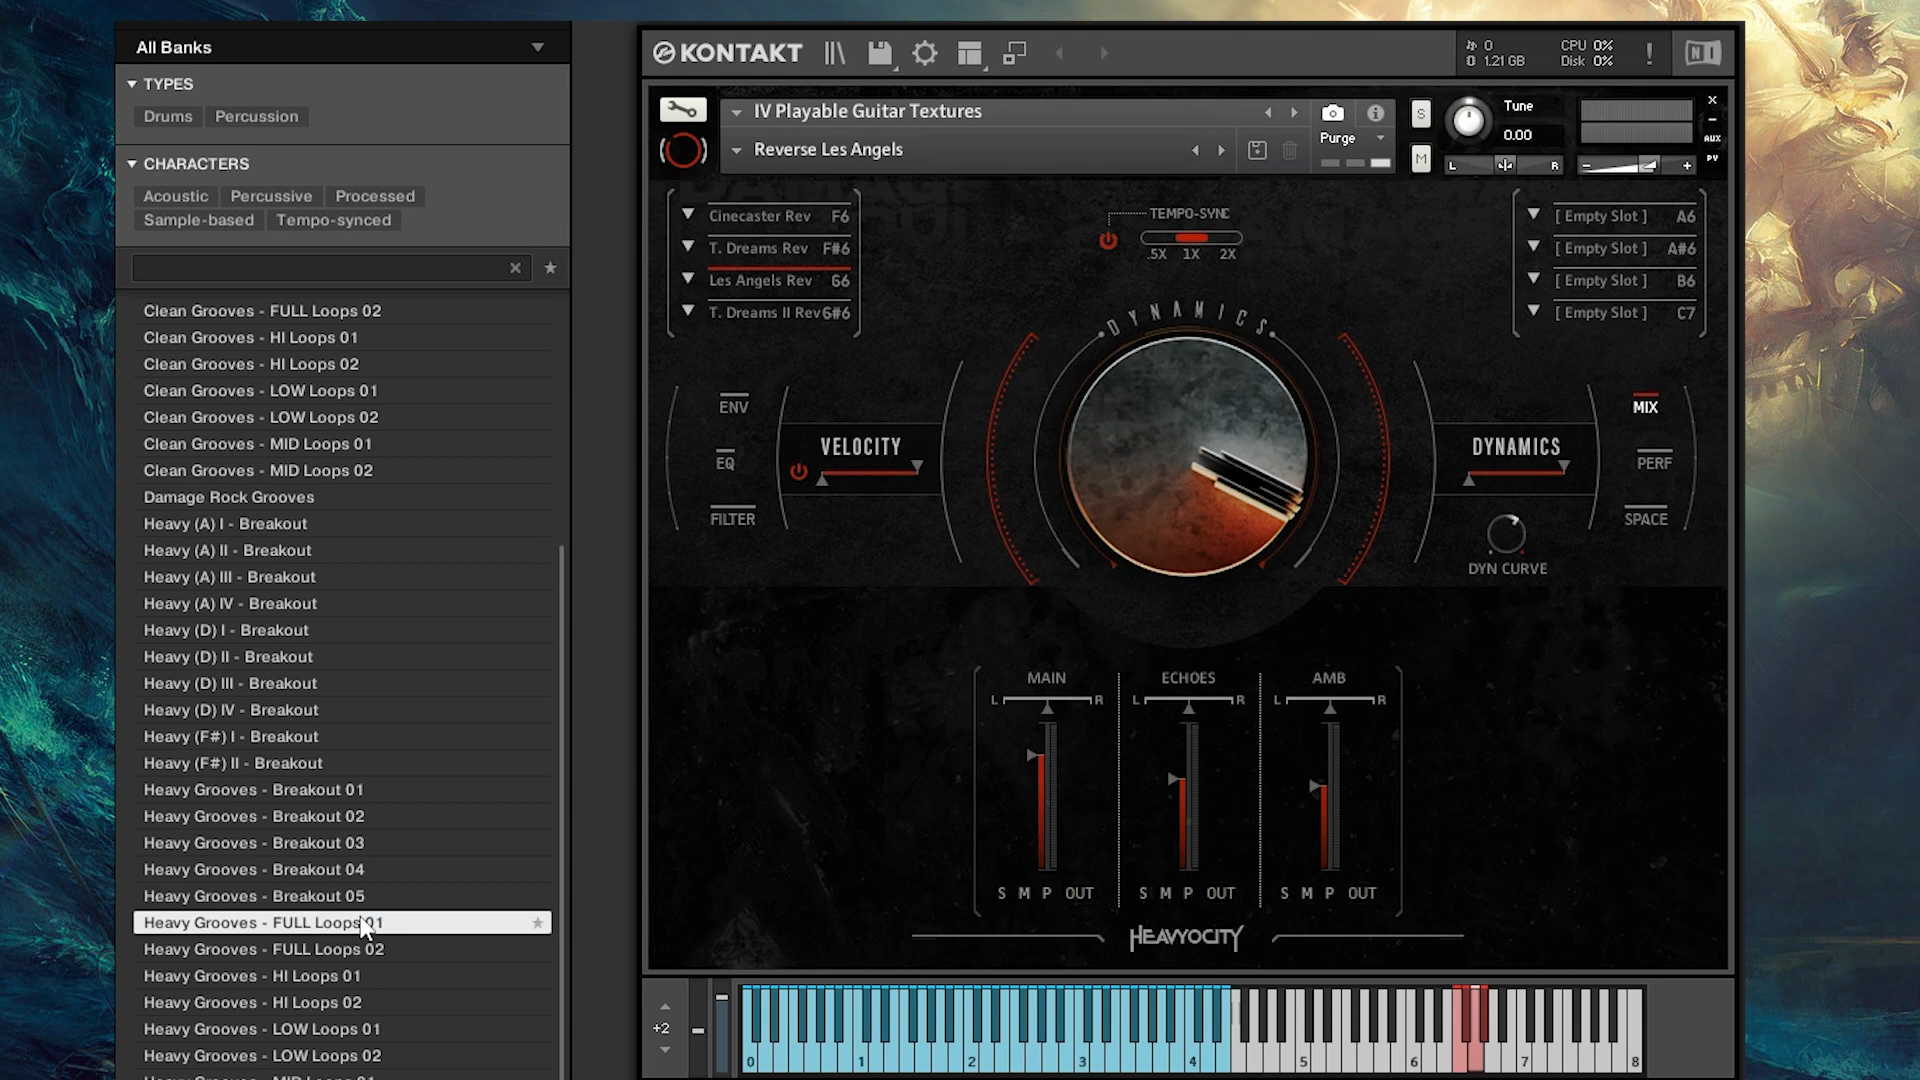 All Banks
TYPES
Drums Percussion
CHARACTERS
Acoustic Percussive Processed
Sample-based Tempo-synced
Clean Grooves - FULL Loops 02
Clean Grooves - HI Loops 01
Clean Grooves - HI Loops 02
Clean Grooves - LOW Loops 01
Clean Grooves - LOW Loops 02
Clean Grooves - MID Loops 01
Clean Grooves - MID Loops 02
Damage Rock Grooves
Heavy (A) I - Breakout
Heavy (A) II - Breakout
Heavy (A) III - Breakout
Heavy (A) IV - Breakout
Heavy (D) I - Breakout
Heavy (D) II - Breakout
Heavy (D) III - Breakout
Heavy (D) IV - Breakout
Heavy (F#) I - Breakout
Heavy (F#) II - Breakout
Heavy Grooves - Breakout 01
Heavy Grooves - Breakout 02
Heavy Grooves - Breakout 03
Heavy Grooves - Breakout 04
Heavy Grooves - Breakout 05
Heavy Grooves - FULL Loops 01
Heavy Grooves - FULL Loops 02
Heavy Grooves - HI Loops 01
Heavy Grooves - HI Loops 02
Heavy Grooves - LOW Loops 01
Heavy Grooves - LOW Loops 02
KONTAKT
0 CPU 0%
1.21 GB Disk 0%
! NI
IV Playable Guitar Textures
Reverse Les Angels
Purge
S
M
Tune
0.00
L R
- +
x
-
AUX
PV
Cinecaster Rev F6
T. Dreams Rev F#6
Les Angels Rev G6
T. Dreams II Rev G#6
TEMPO-SYNC
.5X 1X 2X
[ Empty Slot ] A6
[ Empty Slot ] A#6
[ Empty Slot ] B6
[ Empty Slot ] C7
DYNAMICS
ENV
EQ
FILTER
VELOCITY
DYNAMICS
DYN CURVE
MIX
PERF
SPACE
MAIN ECHOES AMB
L R L R L R
S M P OUT S M P OUT S M P OUT
HEAVYOCITY
+2
0 1 2 3 4 5 6 7 8